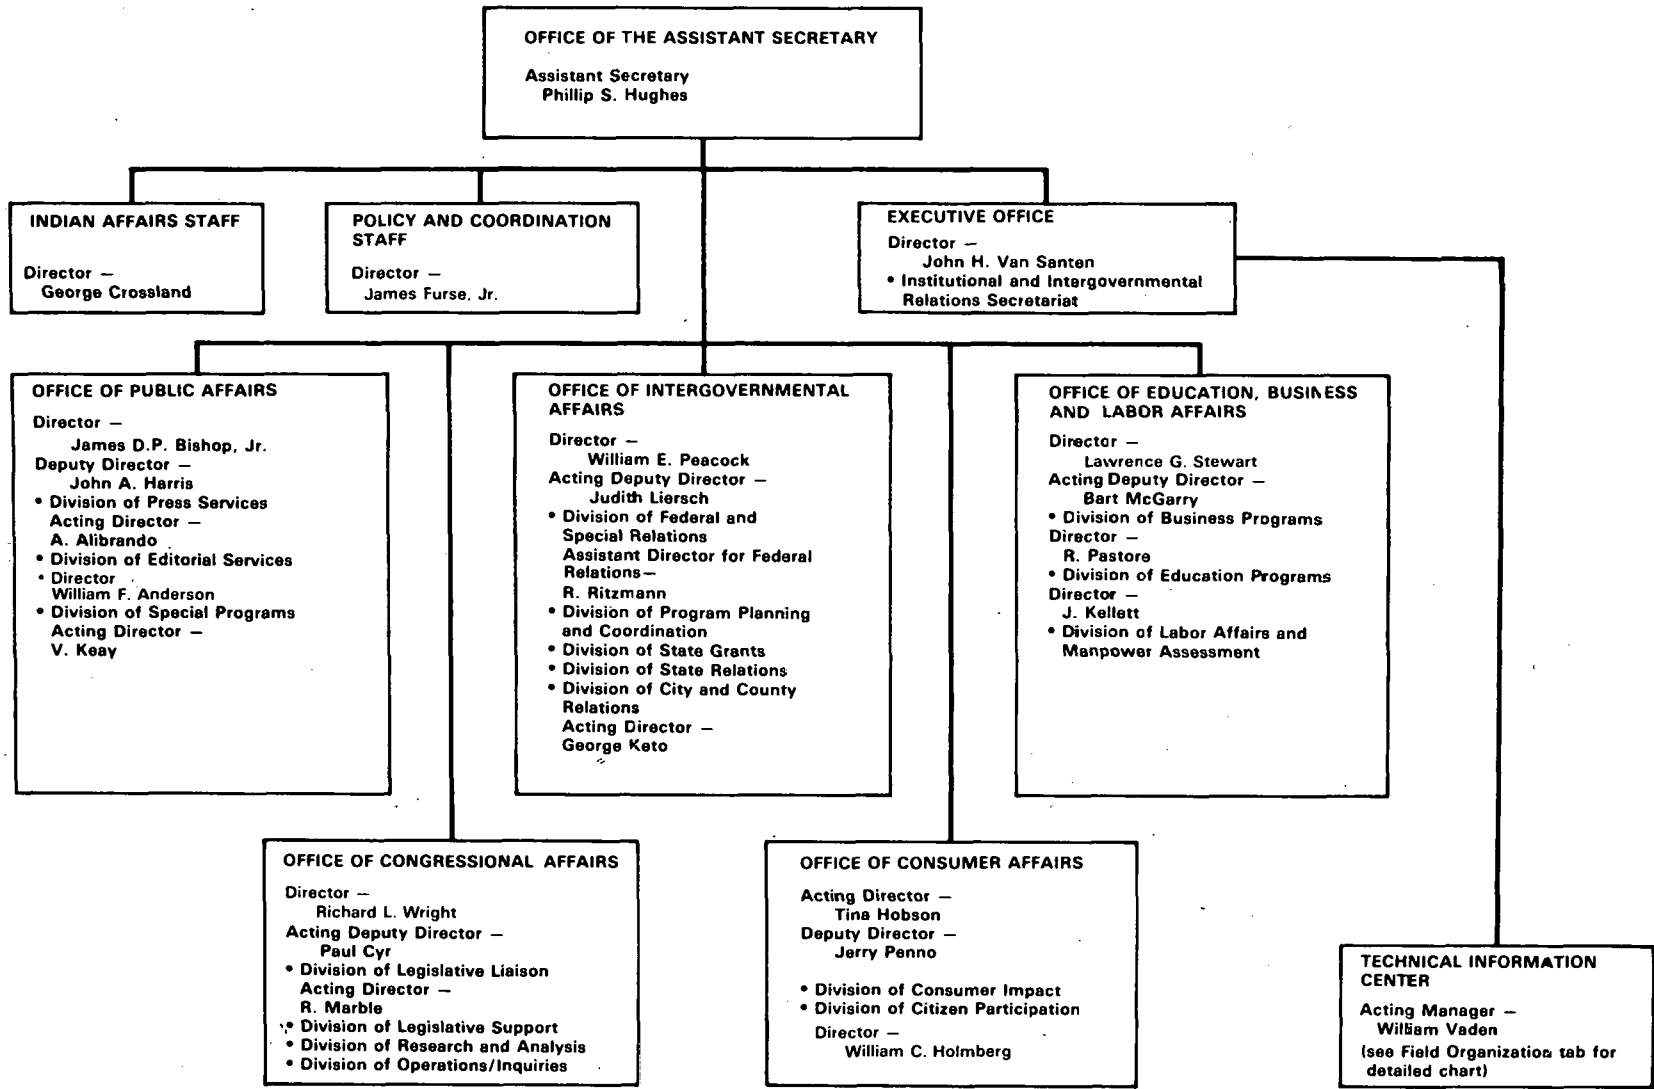 OFFICE OF THE ASSISTANT SECRETARY
Assistant Secretary
Phillip S. Hughes
INDIAN AFFAIRS STAFF
Director —
George Crossland
POLICY AND COORDINATION
STAFF
Director —
James Furse, Jr.
EXECUTIVE OFFICE
Director —
John H. Van Santen
• Institutional and Intergovernmental
Relations Secretariat
OFFICE OF PUBLIC AFFAIRS
Director —
James D.P. Bishop, Jr.
Deputy Director —
John A. Harris
• Division of Press Services
Acting Director —
A. Alibrando
• Division of Editorial Services
• Director
William F. Anderson
• Division of Special Programs
Acting Director —
V. Keay
OFFICE OF INTERGOVERNMENTAL
AFFAIRS
Director —
William E. Peacock
Acting Deputy Director —
Judith Liersch
• Division of Federal and
Special Relations
Assistant Director for Federal
Relations—
R. Ritzmann
• Division of Program Planning
and Coordination
• Division of State Grants
• Division of State Relations
• Division of City and County
Relations
Acting Director —
George Keto
OFFICE OF EDUCATION, BUSINESS
AND LABOR AFFAIRS
Director —
Lawrence G. Stewart
Acting Deputy Director —
Bart McGarry
• Division of Business Programs
Director —
R. Pastore
• Division of Education Programs
Director —
J. Kellett
• Division of Labor Affairs and
Manpower Assessment
OFFICE OF CONGRESSIONAL AFFAIRS
Director —
Richard L. Wright
Acting Deputy Director —
Paul Cyr
• Division of Legislative Liaison
Acting Director —
R. Marble
• Division of Legislative Support
• Division of Research and Analysis
• Division of Operations/Inquiries
OFFICE OF CONSUMER AFFAIRS
Acting Director —
Tina Hobson
Deputy Director —
Jerry Penno
• Division of Consumer Impact
• Division of Citizen Participation
Director —
William C. Holmberg
TECHNICAL INFORMATION
CENTER
Acting Manager —
William Vaden
(see Field Organization tab for
detailed chart)